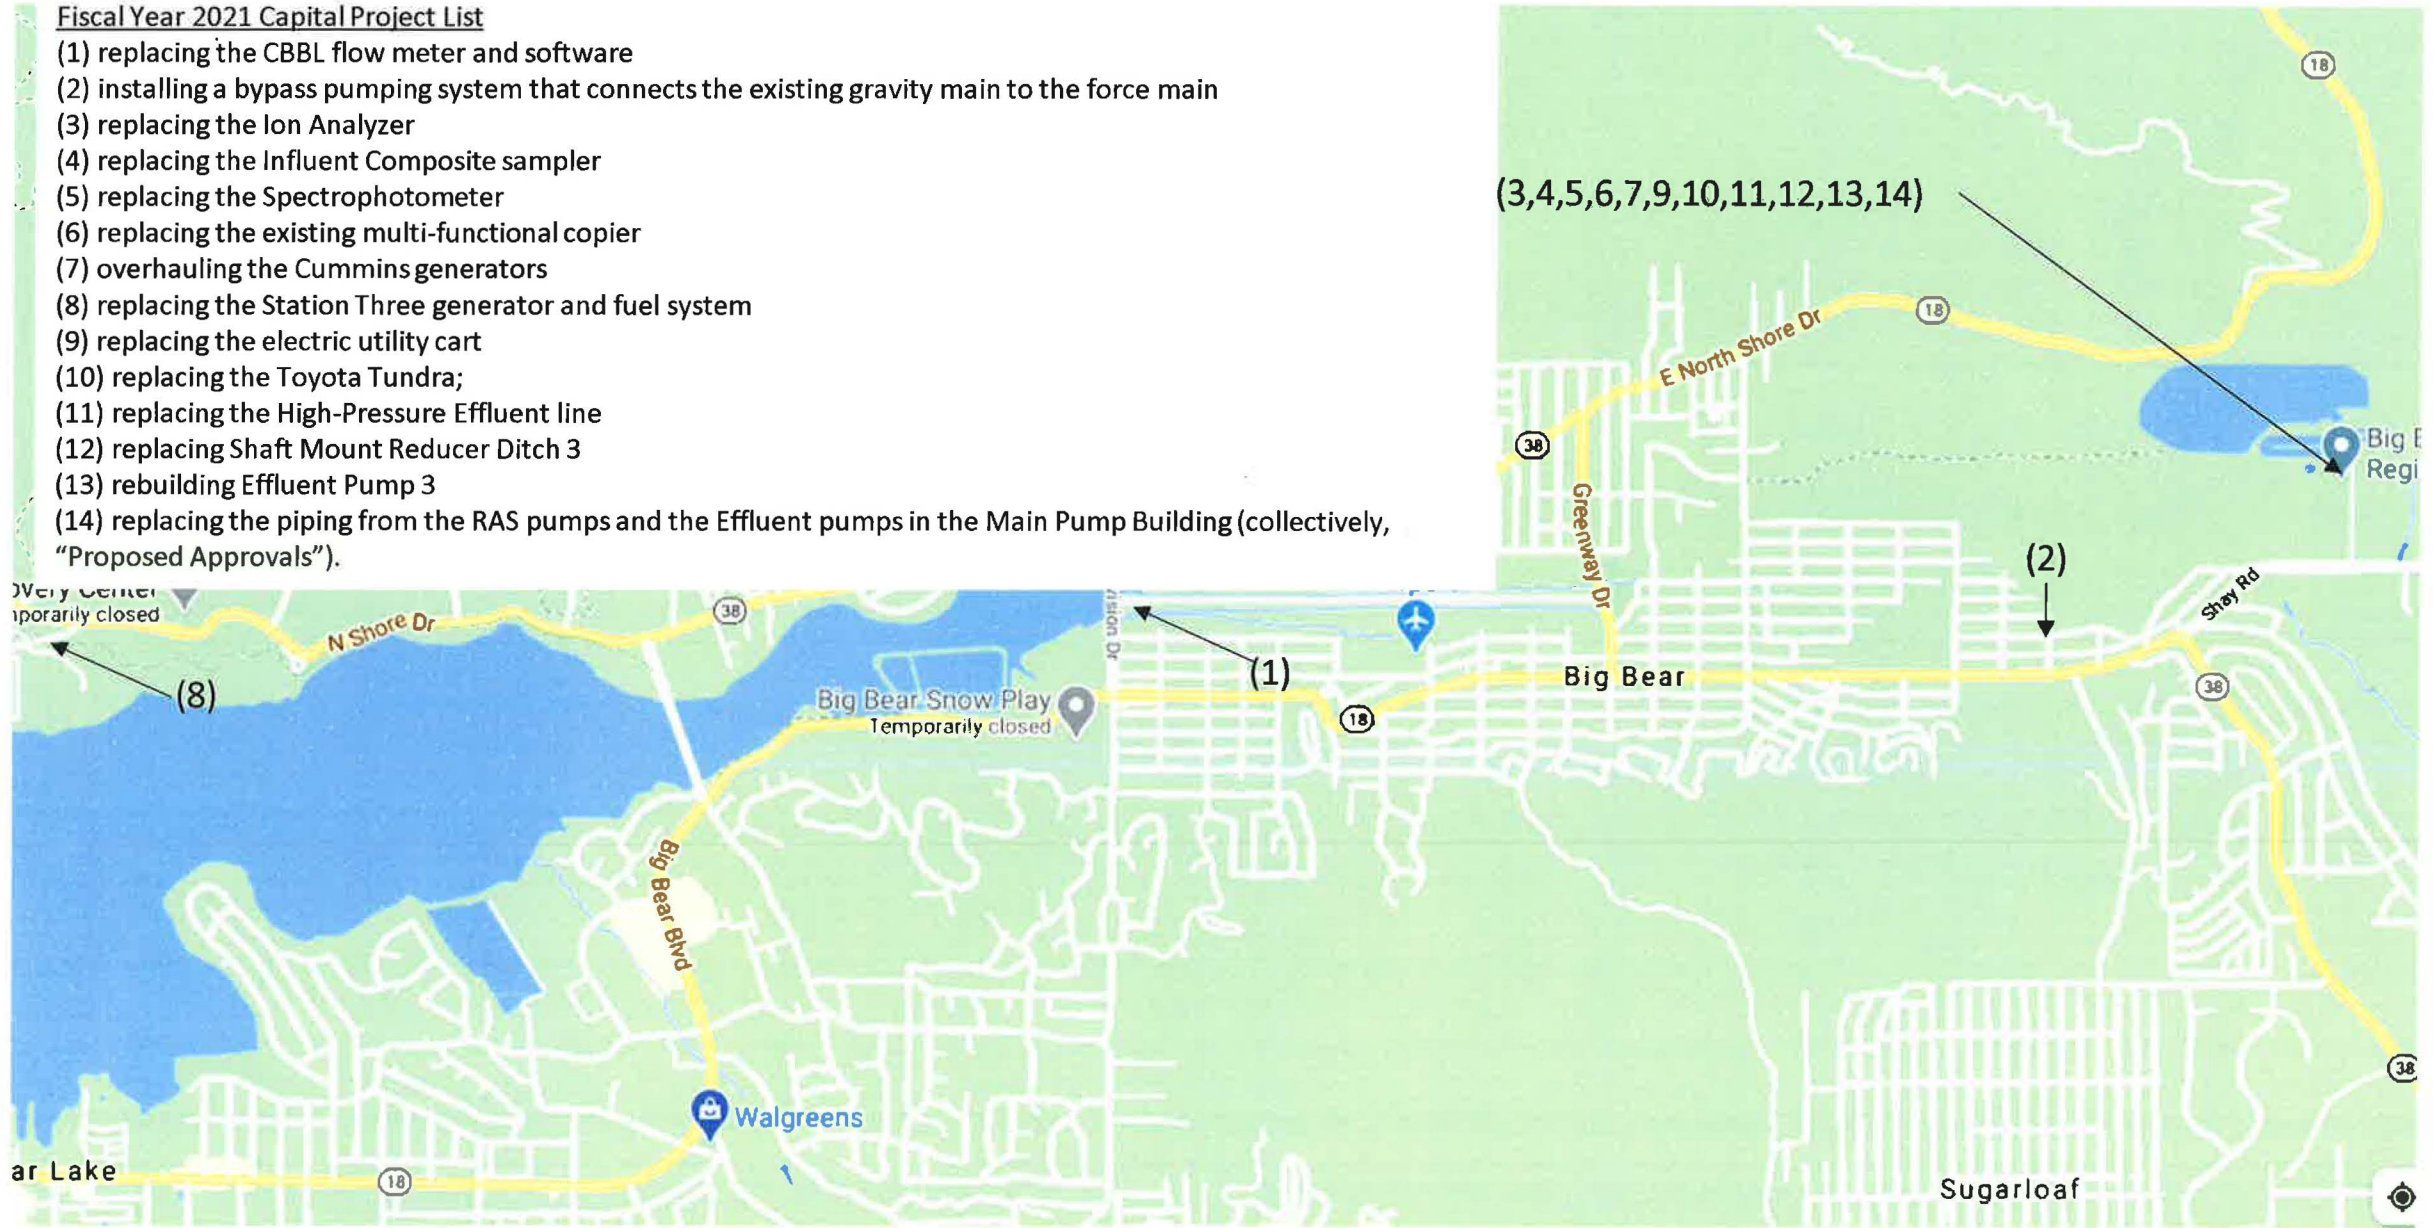 Fiscal Year 2021 Capital Project List
(1) replacing the CBBL flow meter and software
(2) installing a bypass pumping system that connects the existing gravity main to the force main
(3) replacing the Ion Analyzer
(4) replacing the Influent Composite sampler
(5) replacing the Spectrophotometer
(6) replacing the existing multi-functional copier
(7) overhauling the Cummins generators
(8) replacing the Station Three generator and fuel system
(9) replacing the electric utility cart
(10) replacing the Toyota Tundra;
(11) replacing the High-Pressure Effluent line
(12) replacing Shaft Mount Reducer Ditch 3
(13) rebuilding Effluent Pump 3
(14) replacing the piping from the RAS pumps and the Effluent pumps in the Main Pump Building (collectively,
“Proposed Approvals”).
18
(3,4,5,6,7,9,10,11,12,13,14)
18
E North Shore Dr
38
Big
Regi
Greenway Dr
(2)
Shay Rd
Center
closed
N Shore Dr
38
Dr
(1)
(8)
Big Bear Snow Play
Temporarily closed
18
Big Bear
38
Big Bear Blvd
38
Walgreens
ar Lake
18
Sugarloaf